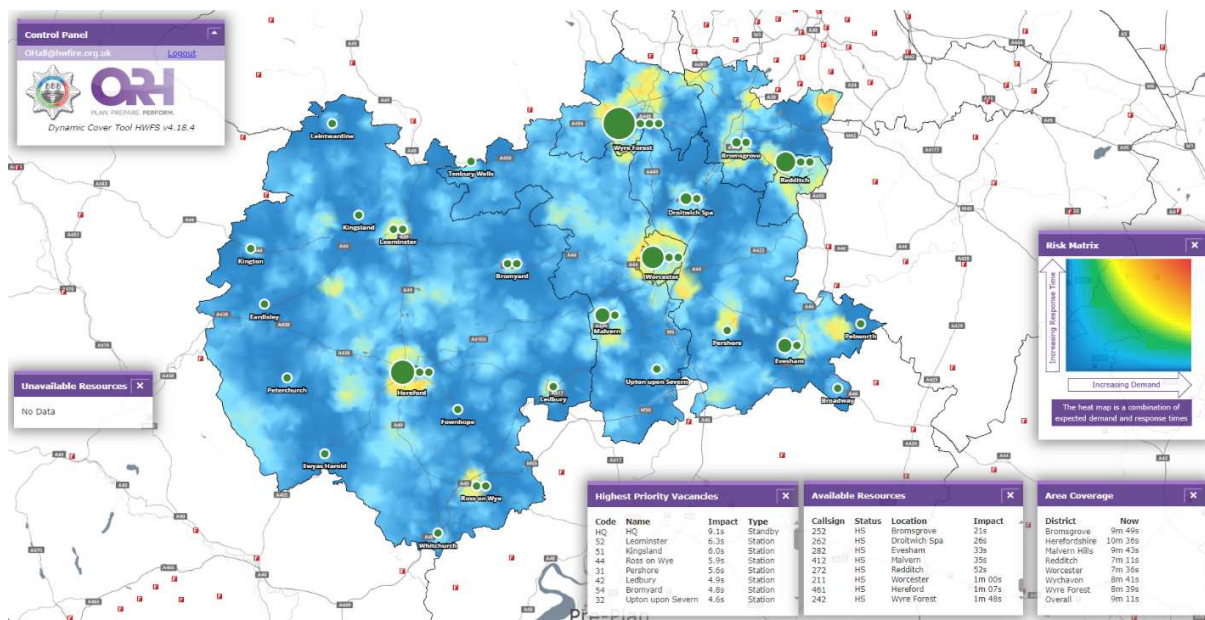 Control Panel
OHall@hwfire.org.uk Logout
ORH
PLAN. PREPARE. PERFORM.
Dynamic Cover Tool HWFS v4.18.4
Leintwardine
Tenbury Wells
Wyre Forest
Bromsgrove
Redditch
Droitwich Spa
Kingsland
Leominster
Kington
Bromyard
Worcester
Eardisley
Malvern
Pershore
Evesham
Pebworth
Peterchurch
Hereford
Ledbury
Upton upon Severn
Broadway
Fownhope
Ewyas Harold
Ross on Wye
Whitchurch
Unavailable Resources
No Data
Risk Matrix
Increasing Response Time
Increasing Demand
The heat map is a combination of
expected demand and response times
Highest Priority Vacancies
Code Name Impact Type
HQ HQ 9.1s Standby
52 Leominster 6.3s Station
51 Kingsland 6.0s Station
44 Ross on Wye 5.9s Station
31 Pershore 5.6s Station
42 Ledbury 4.9s Station
54 Bromyard 4.8s Station
32 Upton upon Severn 4.6s Station
Available Resources
Callsign Status Location Impact
252 HS Bromsgrove 21s
262 HS Droitwich Spa 26s
282 HS Evesham 33s
412 HS Malvern 35s
272 HS Redditch 52s
211 HS Worcester 1m 00s
461 HS Hereford 1m 07s
242 HS Wyre Forest 1m 48s
Area Coverage
District Now
Bromsgrove 9m 49s
Herefordshire 10m 36s
Malvern Hills 9m 43s
Redditch 7m 11s
Worcester 7m 36s
Wychavon 8m 41s
Wyre Forest 8m 39s
Overall 9m 11s
Pre-Plan